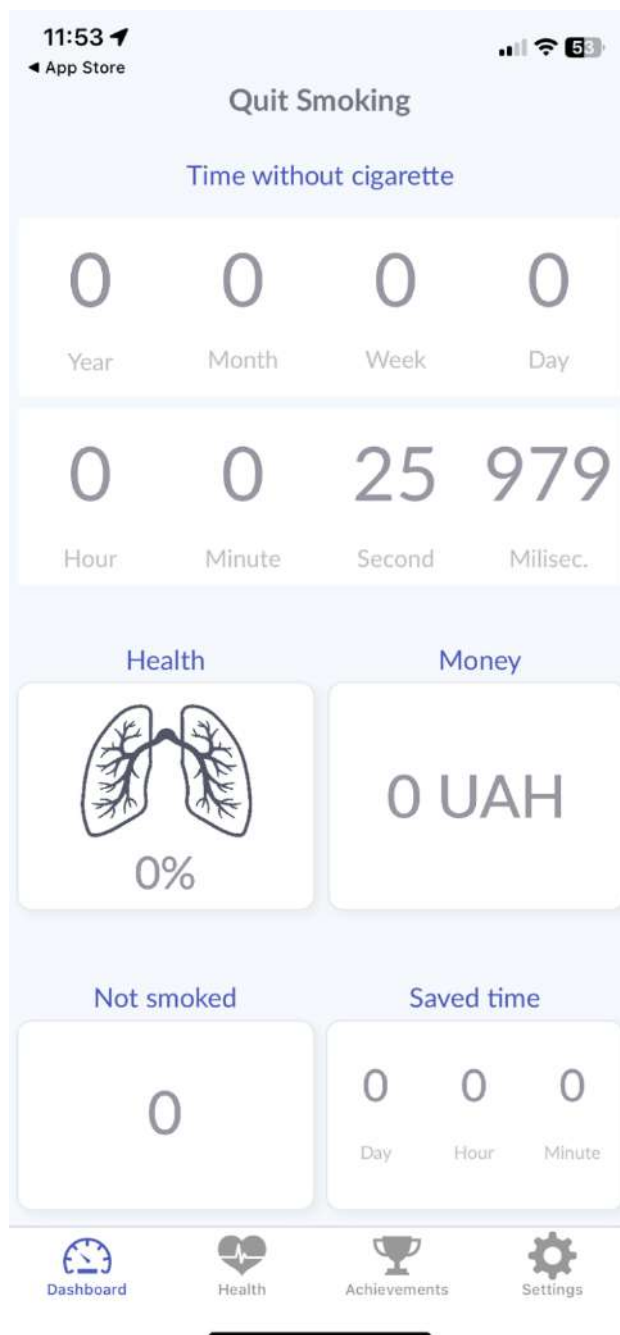 11:53
53
◀ App Store
Quit Smoking
Time without cigarette
0 0 0 0
Year Month Week Day
0 0 25 979
Hour Minute Second Milisec.
Health Money
0 UAH
0%
Not smoked Saved time
0
0 0 0
Day Hour Minute
Dashboard Health Achievements Settings